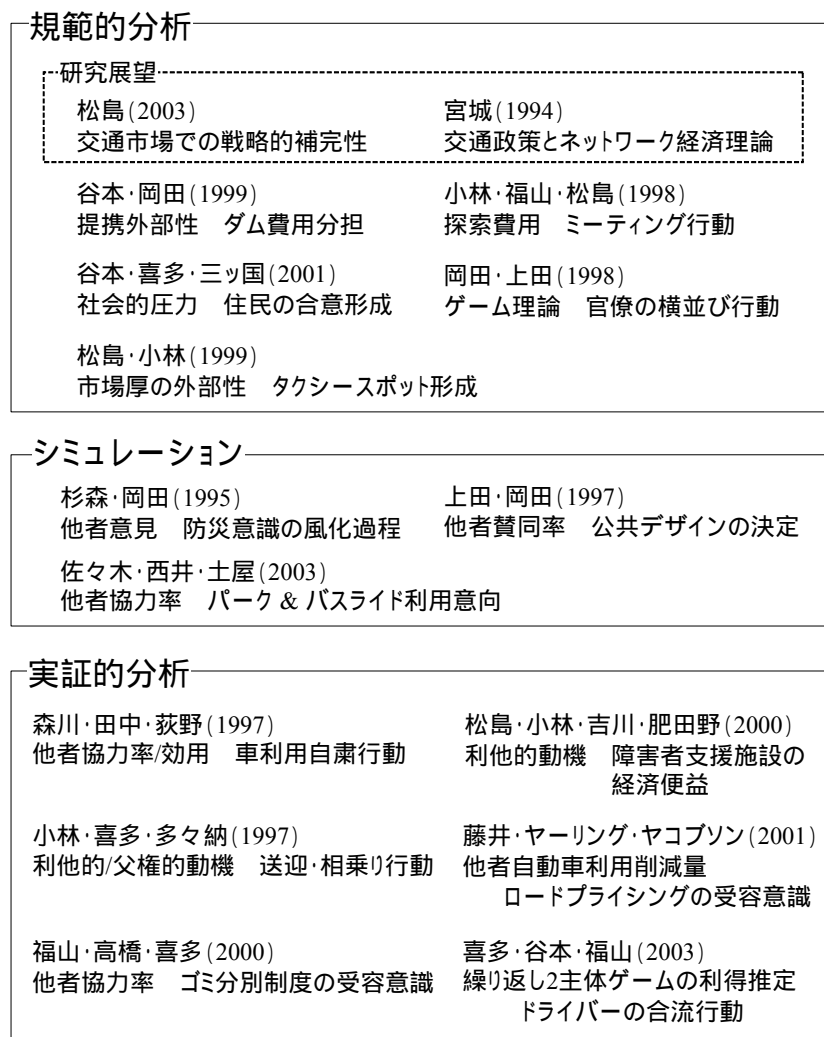 規範的分析
研究展望
松島(2003)
交通市場での戦略的補完性
宮城(1994)
交通政策とネットワーク経済理論
谷本・岡田(1999)
提携外部性　ダム費用分担
小林・福山・松島(1998)
探索費用　ミーティング行動
谷本・喜多・三ッ国(2001)
社会的圧力　住民の合意形成
岡田・上田(1998)
ゲーム理論　官僚の横並び行動
松島・小林(1999)
市場厚の外部性　タクシースポット形成
シミュレーション
杉森・岡田(1995)
他者意見　防災意識の風化過程
上田・岡田(1997)
他者賛同率　公共デザインの決定
佐々木・西井・土屋(2003)
他者協力率　パーク & バスライド利用意向
実証的分析
森川・田中・荻野(1997)
他者協力率/効用　車利用自粛行動
松島・小林・吉川・肥田野(2000)
利他的動機　障害者支援施設の
経済便益
小林・喜多・多々納(1997)
利他的/父権的動機　送迎・相乗り行動
藤井・ヤーリング・ヤコブソン(2001)
他者自動車利用削減量
ロードプライシングの受容意識
福山・高橋・喜多(2000)
他者協力率　ゴミ分別制度の受容意識
喜多・谷本・福山(2003)
繰り返し2主体ゲームの利得推定
ドライバーの合流行動